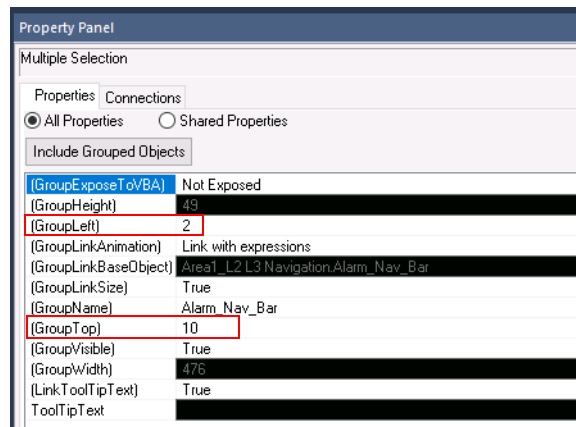 Property Panel
Multiple Selection
Properties Connections
All Properties Shared Properties
Include Grouped Objects
(GroupExposeToVBA) Not Exposed
(GroupHeight) 49
(GroupLeft) 2
(GroupLinkAnimation) Link with expressions
(GroupLinkBaseObject) Area1_L2 L3 Navigation.Alarm_Nav_Bar
(GroupLinkSize) True
(GroupName) Alarm_Nav_Bar
(GroupTop) 10
(GroupVisible) True
(GroupWidth) 476
(LinkToolTipText) True
ToolTipText